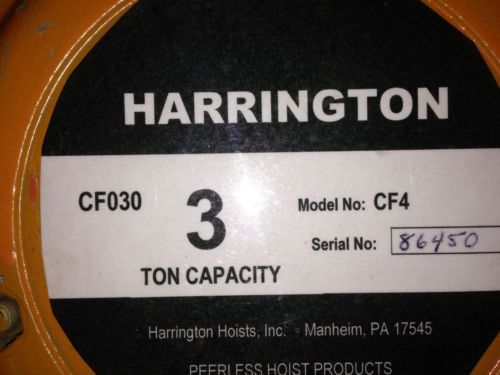 HARRINGTON
CF030
3
TON CAPACITY
Model No: CF4
Serial No: 86450
Harrington Hoists, Inc. ◦ Manheim, PA 17545
PEERLESS HOIST PRODUCTS